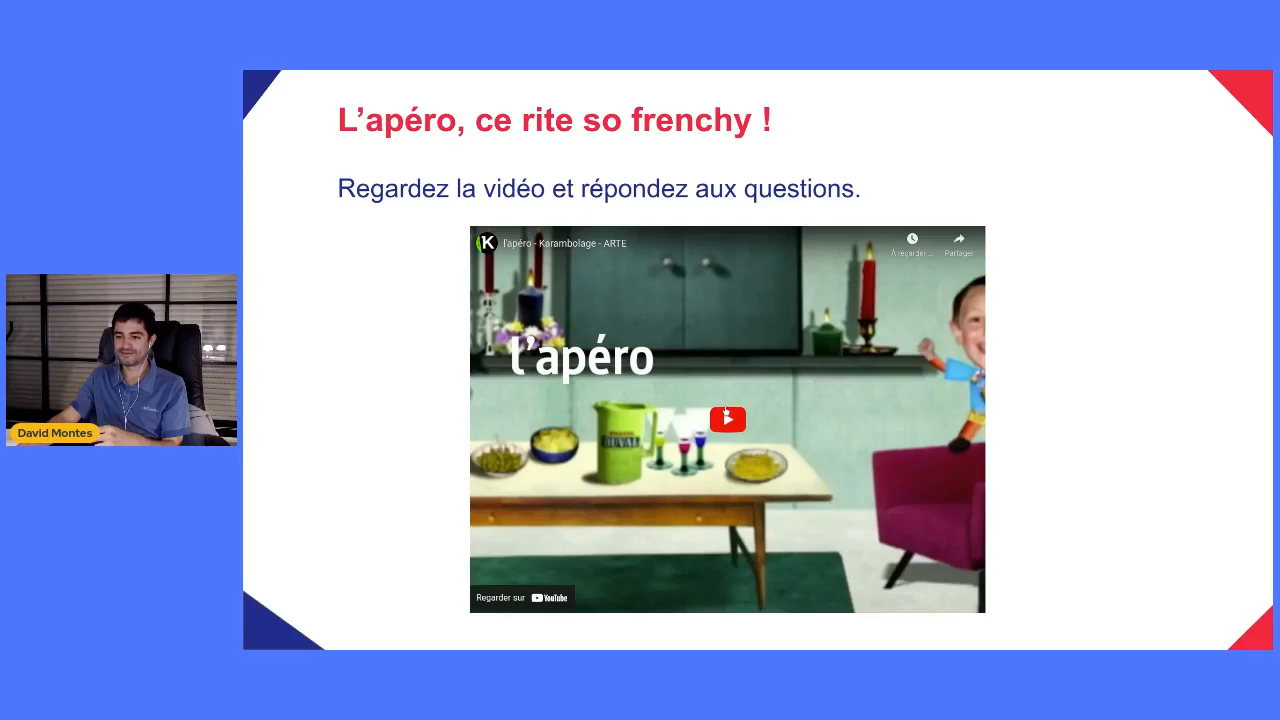 L'apéro, ce rite so frenchy !
Regardez la vidéo et répondez aux questions.
K l'apéro - Karambolage - ARTE
À regarder ...
Partager
l'apéro
DUVAL
David Montes
Regarder sur YouTube